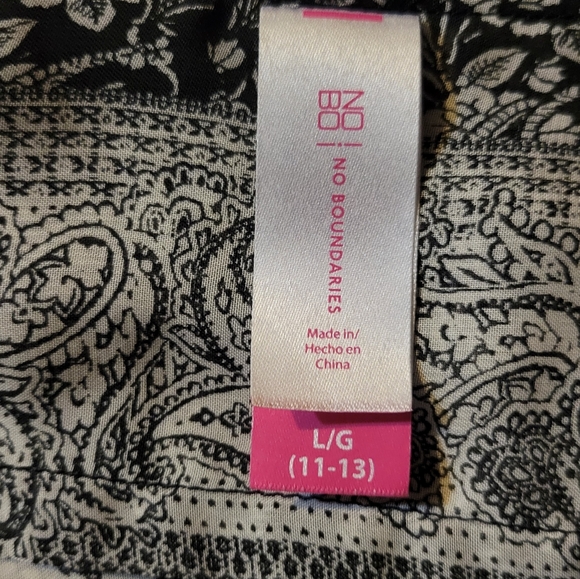 NO
BO
NO BOUNDARIES
Made in/
Hecho en
China
L/G
(11-13)